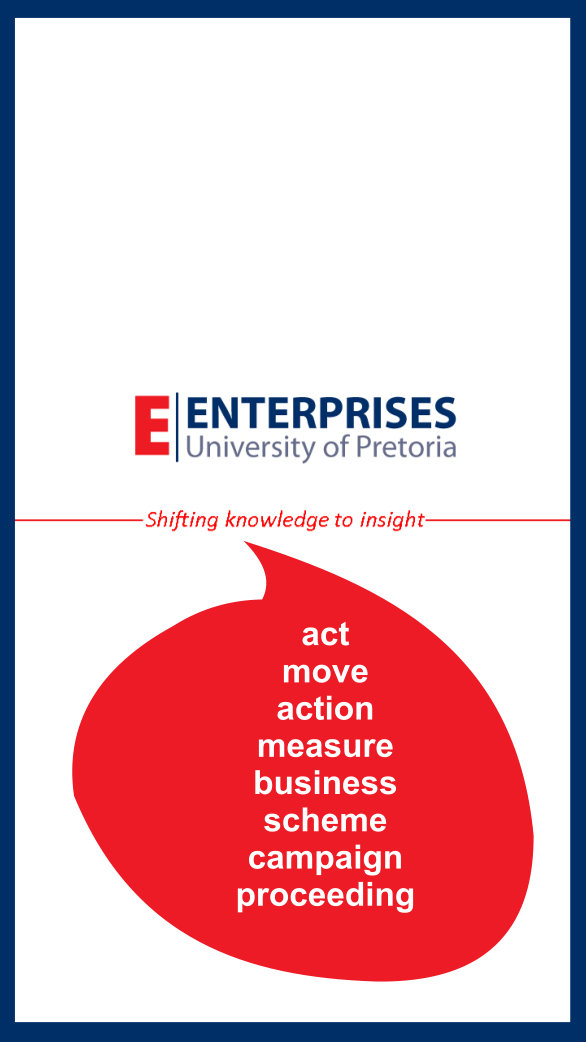 E ENTERPRISES
University of Pretoria
Shifting knowledge to insight
act
move
action
measure
business
scheme
campaign
proceeding